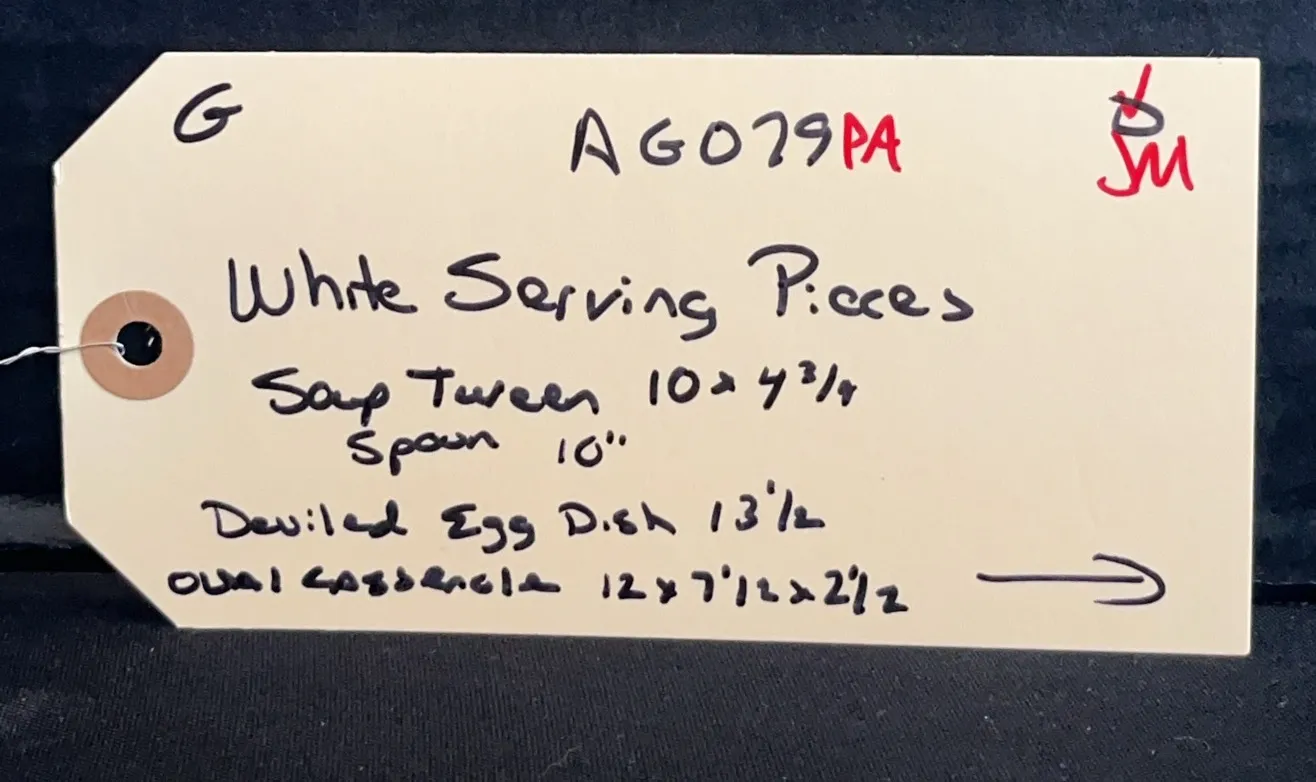 G AG079PA
JM
White Serving Pieces
Soup Tureen 10 x 4 3/4
Spoon 10"
Deviled Egg Dish 13 1/2
Oval Casserole 12 x 7 1/2 x 2 1/2